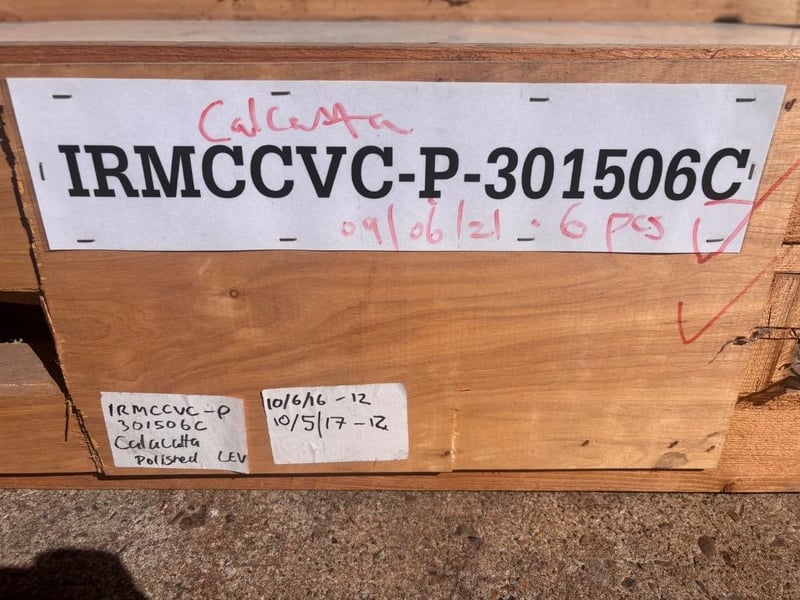 Calcatta
IRMCCVC-P-301506C
09/06/21 . 6 pcs
IRMCCVC-P
301506C
Calacatta
Polished LEV
10/6/16 -12
10/5/17 -12